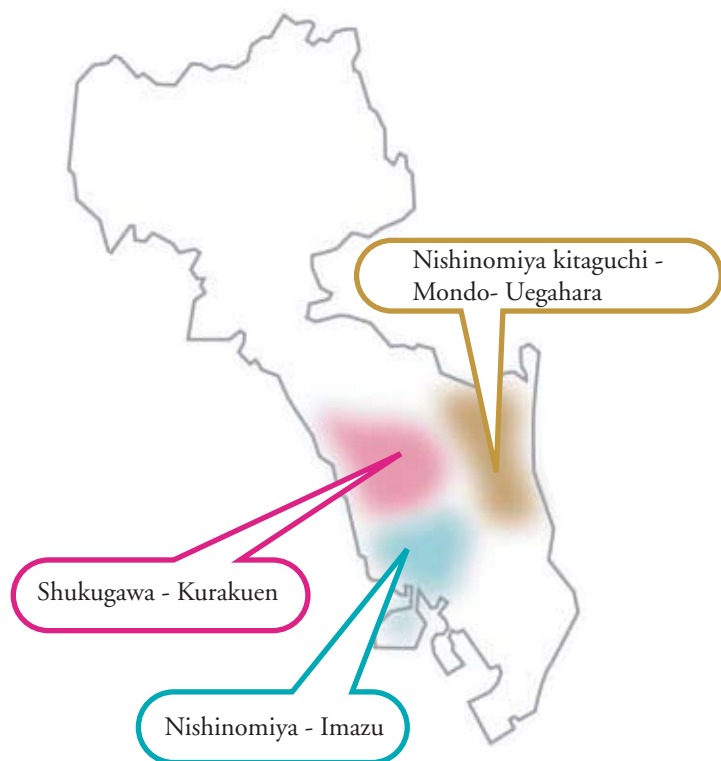 Nishinomiya kitaguchi -
Mondo- Uegahara
Shukugawa - Kurakuen
Nishinomiya - Imazu